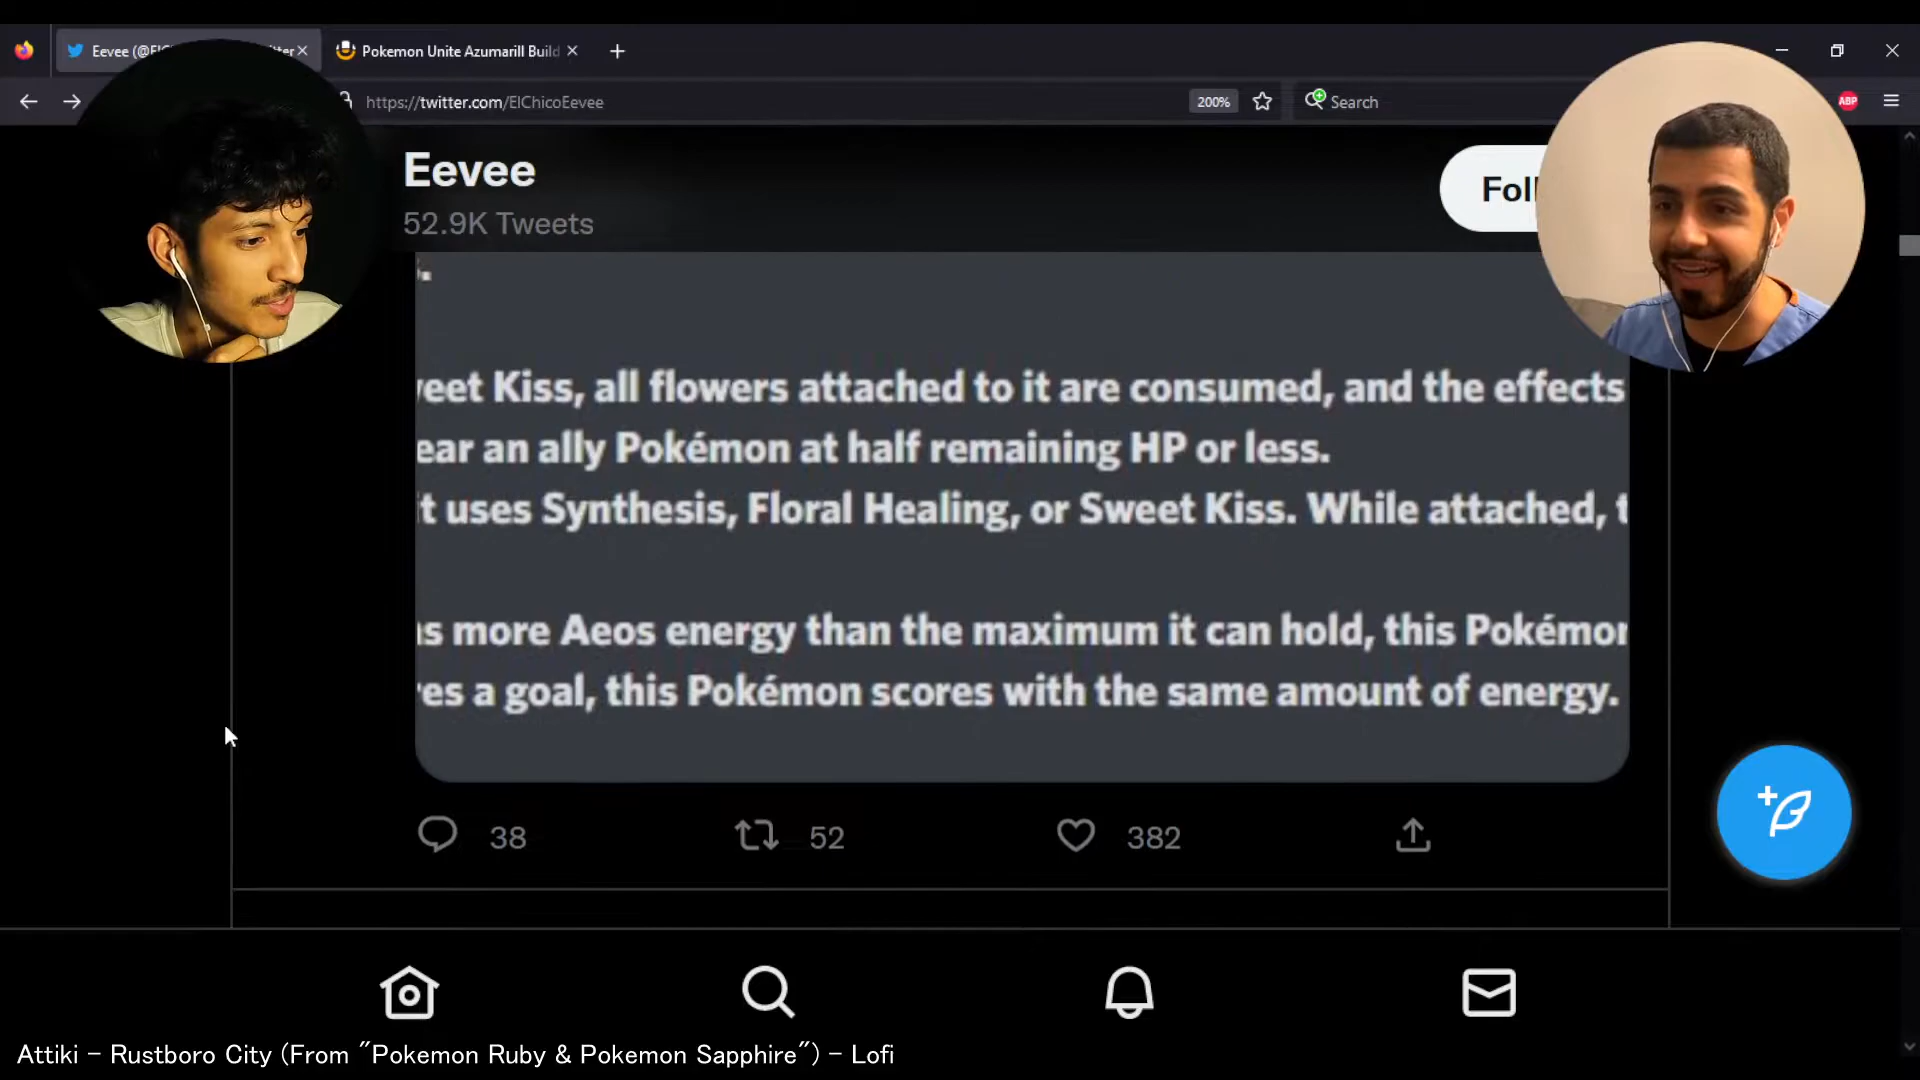 Eevee (@ElC
tter
Pokemon Unite Azumarill Build
https://twitter.com/ElChicoEevee
200%
Search
ABP
Eevee
52.9K Tweets
Foll
s.
eet Kiss, all flowers attached to it are consumed, and the effects
ear an ally Pokémon at half remaining HP or less.
t uses Synthesis, Floral Healing, or Sweet Kiss. While attached, t
s more Aeos energy than the maximum it can hold, this Pokémon
es a goal, this Pokémon scores with the same amount of energy.
38
52
382
Attiki - Rustboro City (From "Pokemon Ruby & Pokemon Sapphire") - Lofi